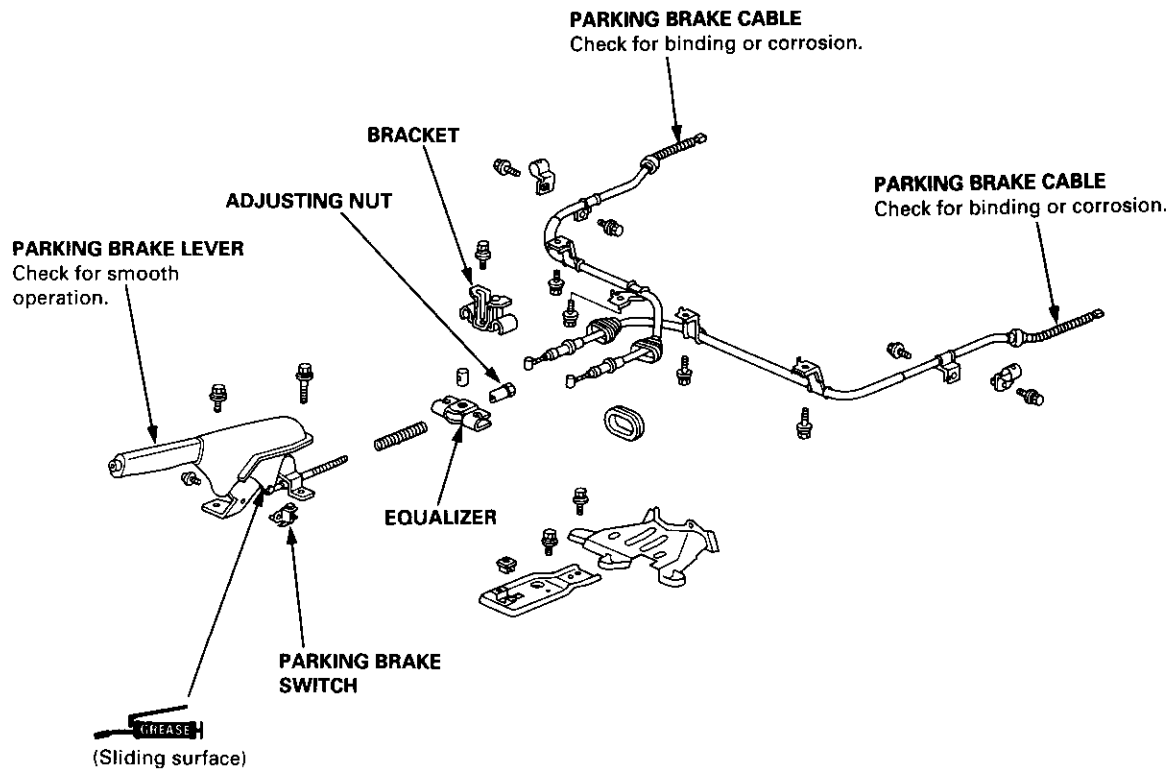 PARKING BRAKE CABLE
Check for binding or corrosion.
BRACKET
PARKING BRAKE CABLE
Check for binding or corrosion.
ADJUSTING NUT
PARKING BRAKE LEVER
Check for smooth
operation.
EQUALIZER
PARKING BRAKE
SWITCH
GREASE
(Sliding surface)